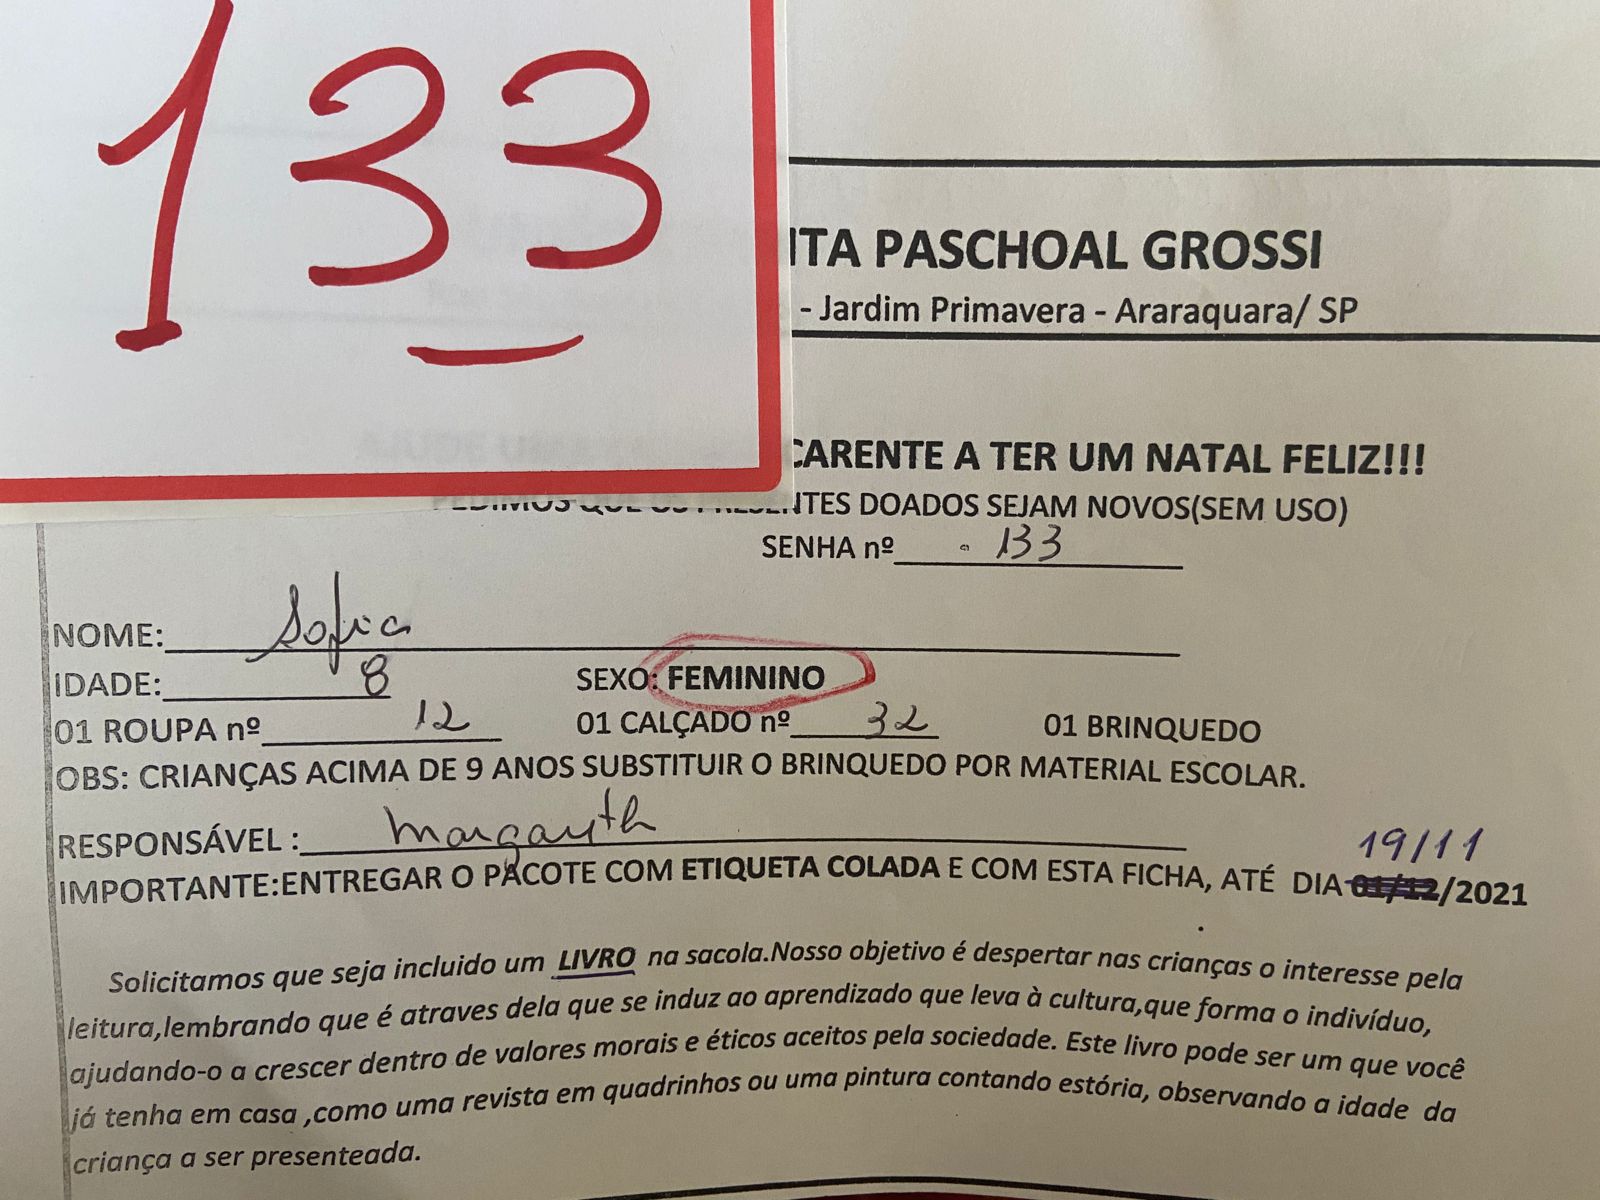 133
ITA PASCHOAL GROSSI
- Jardim Primavera - Araraquara/ SP
CARENTE A TER UM NATAL FELIZ!!!
PEDIMOS QUE OS PRESENTES DOADOS SEJAM NOVOS(SEM USO)
SENHA nº 133
NOME: Sofia
IDADE: 8 SEXO: FEMININO
01 ROUPA nº 12 01 CALÇADO nº 32 01 BRINQUEDO
OBS: CRIANÇAS ACIMA DE 9 ANOS SUBSTITUIR O BRINQUEDO POR MATERIAL ESCOLAR.
RESPONSÁVEL :
19/11
IMPORTANTE:ENTREGAR O PACOTE COM ETIQUETA COLADA E COM ESTA FICHA, ATÉ DIA 01/12/2021
Solicitamos que seja incluido um LIVRO na sacola.Nosso objetivo é despertar nas crianças o interesse pela
leitura,lembrando que é atraves dela que se induz ao aprendizado que leva à cultura,que forma o indivíduo,
ajudando-o a crescer dentro de valores morais e éticos aceitos pela sociedade. Este livro pode ser um que você
já tenha em casa ,como uma revista em quadrinhos ou uma pintura contando estória, observando a idade da
criança a ser presenteada.